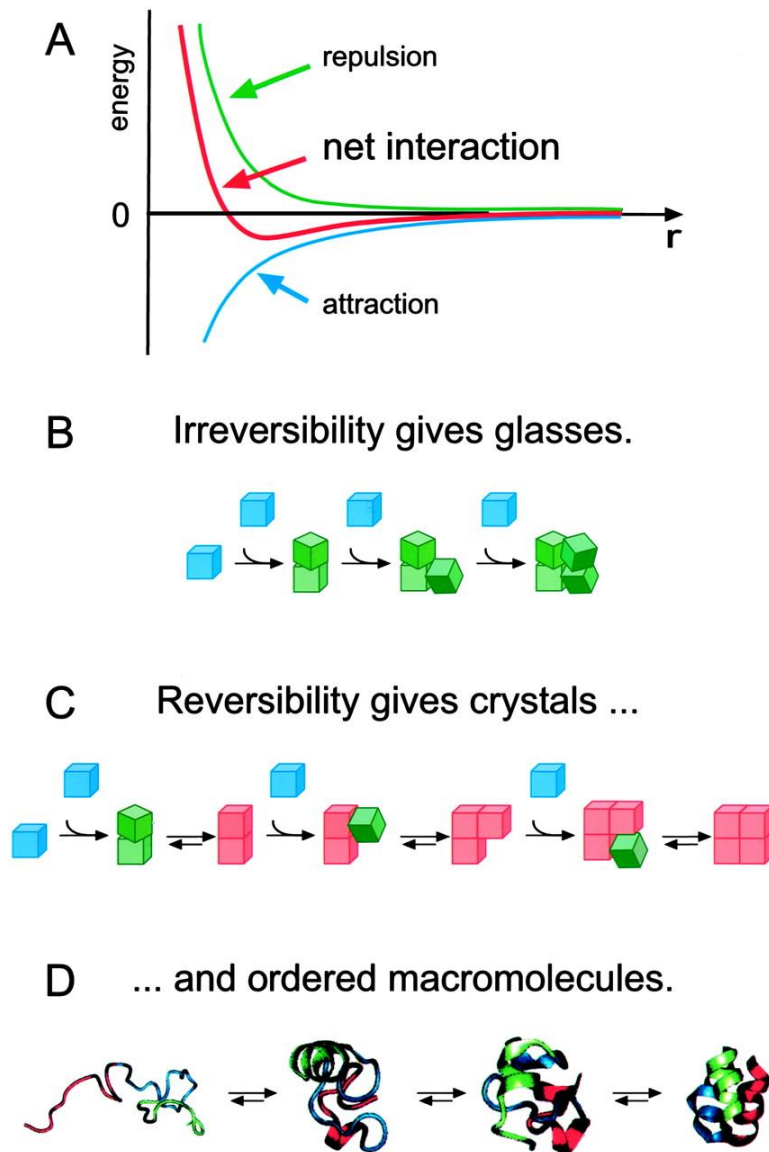 A
energy
repulsion
net interaction
0
r
attraction
B Irreversibility gives glasses.
C Reversibility gives crystals ...
D ... and ordered macromolecules.